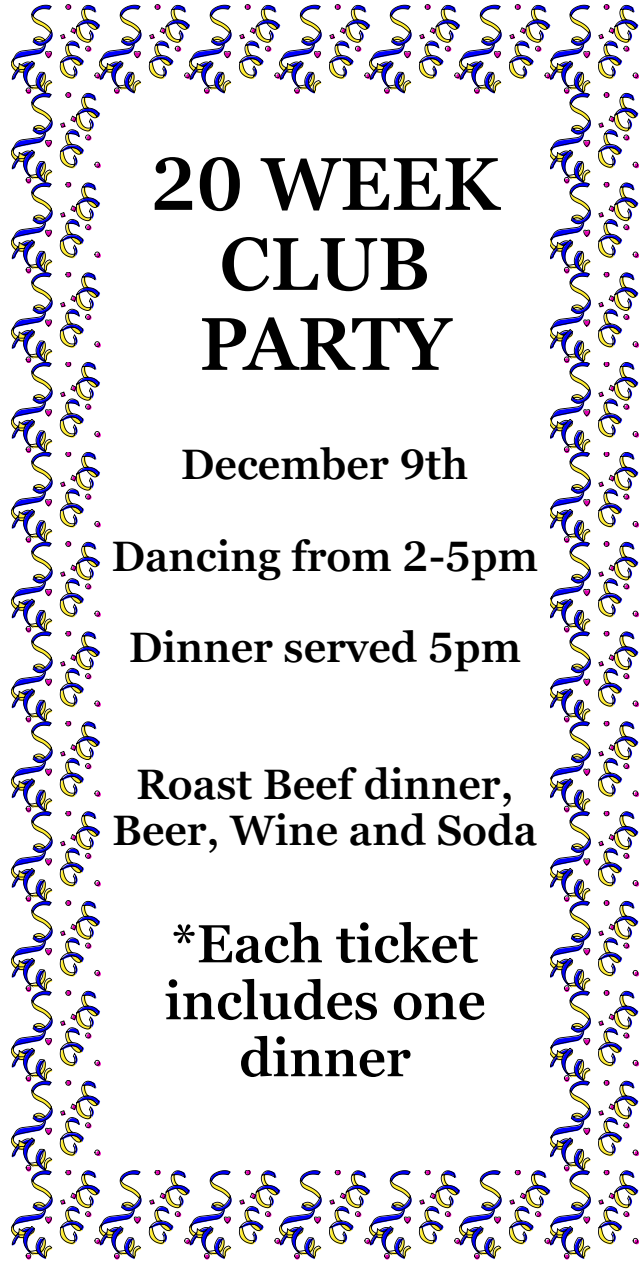 20 WEEK
CLUB
PARTY
December 9th
Dancing from 2-5pm
Dinner served 5pm
Roast Beef dinner,
Beer, Wine and Soda
*Each ticket
includes one
dinner